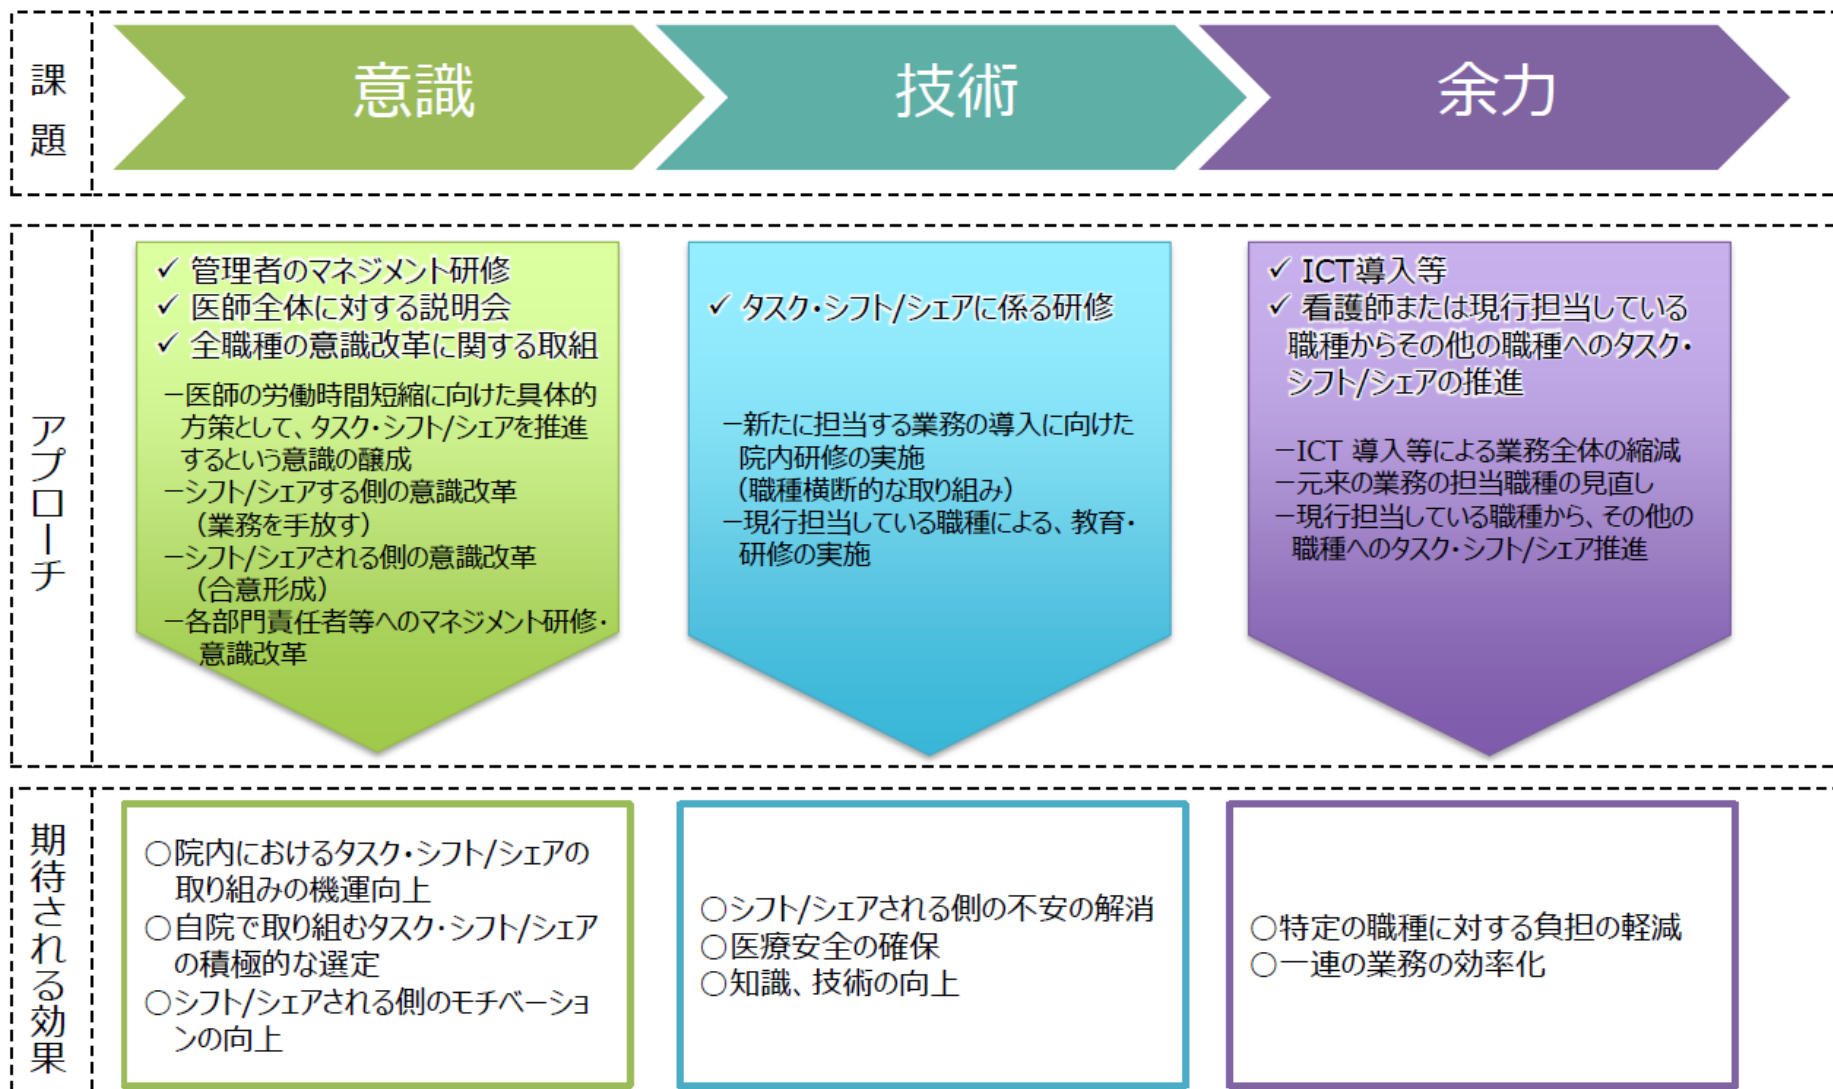 課題
意識
技術
余力
アプローチ
✓ 管理者のマネジメント研修
✓ 医師全体に対する説明会
✓ 全職種の意識改革に関する取組
－医師の労働時間短縮に向けた具体的
方策として、タスク・シフト/シェアを推進
するという意識の醸成
－シフト/シェアする側の意識改革
（業務を手放す）
－シフト/シェアされる側の意識改革
（合意形成）
－各部門責任者等へのマネジメント研修・
意識改革
✓ タスク・シフト/シェアに係る研修
－新たに担当する業務の導入に向けた
院内研修の実施
（職種横断的な取り組み）
－現行担当している職種による、教育・
研修の実施
✓ ICT導入等
✓ 看護師または現行担当している
職種からその他の職種へのタスク・
シフト/シェアの推進
－ICT 導入等による業務全体の縮減
－元来の業務の担当職種の見直し
－現行担当している職種から、その他の
職種へのタスク・シフト/シェア推進
期待される効果
○院内におけるタスク・シフト/シェアの
取り組みの機運向上
○自院で取り組むタスク・シフト/シェア
の積極的な選定
○シフト/シェアされる側のモチベーショ
ンの向上
○シフト/シェアされる側の不安の解消
○医療安全の確保
○知識、技術の向上
○特定の職種に対する負担の軽減
○一連の業務の効率化